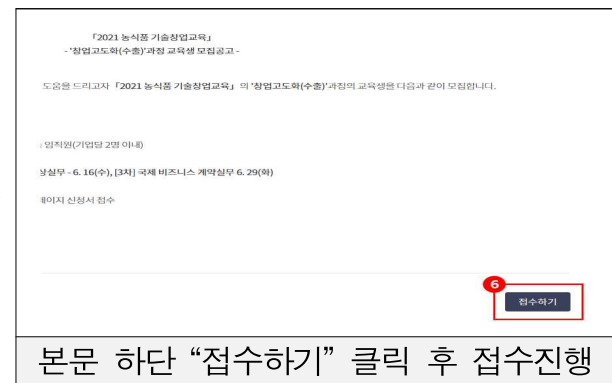 「2021 농식품 기술창업교육」
- '창업고도화(수출)과정 교육생 모집공고 -
도움을 드리고자 「2021 농식품 기술창업교육」 의 '창업고도화(수출)'과정의 교육생을 다음과 같이 모집합니다.
임직원(기업당 2명 이내)
상실무 - 6. 16(수), [3차] 국제 비즈니스 계약실무 6. 29(화)
페이지 신청서 접수
6
접수하기
본문 하단 “접수하기” 클릭 후 접수진행